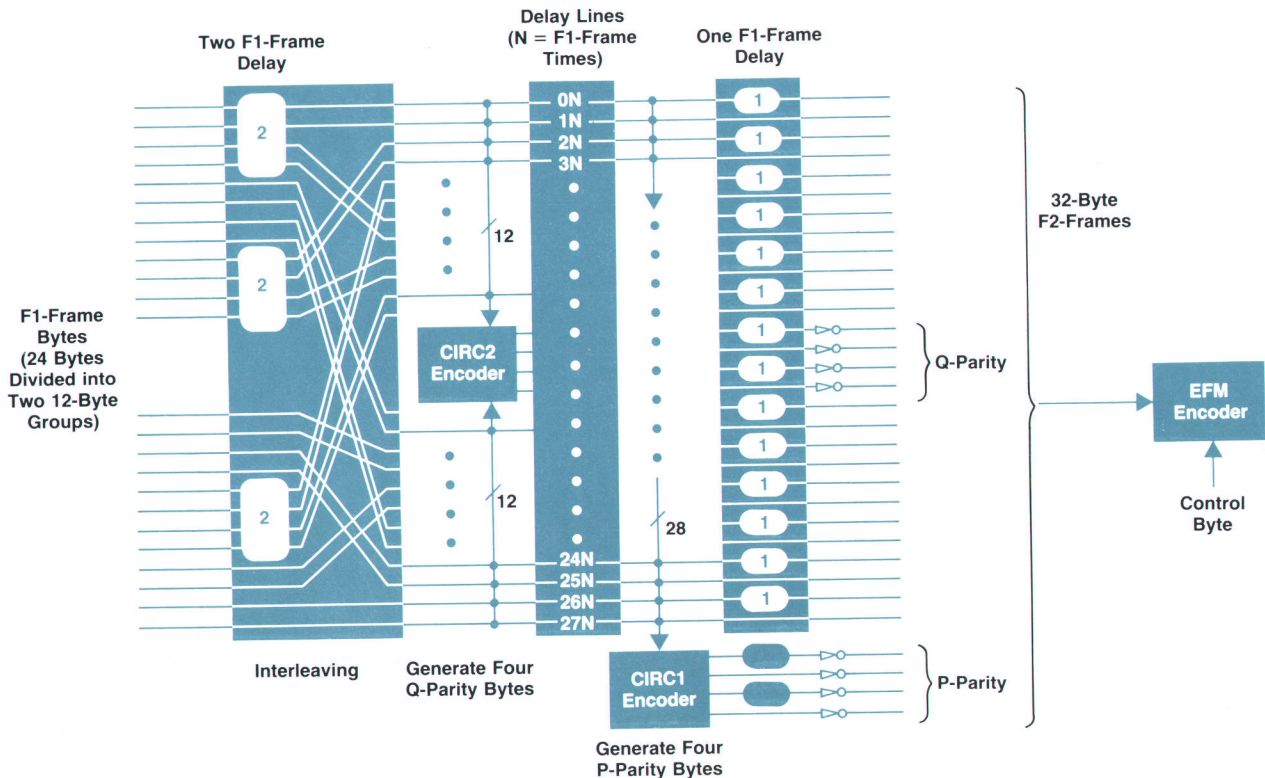 Two F1-Frame
Delay
Delay Lines
(N = F1-Frame
Times)
One F1-Frame
Delay
F1-Frame
Bytes
(24 Bytes
Divided into
Two 12-Byte
Groups)
2
2
2
Interleaving
12
CIRC2
Encoder
12
Generate Four
Q-Parity Bytes
0N
1N
2N
3N
24N
25N
26N
27N
28
CIRC1
Encoder
Generate Four
P-Parity Bytes
1
1
1
1
1
1
1
1
1
1
1
1
1
1
Q-Parity
P-Parity
32-Byte
F2-Frames
EFM
Encoder
Control
Byte